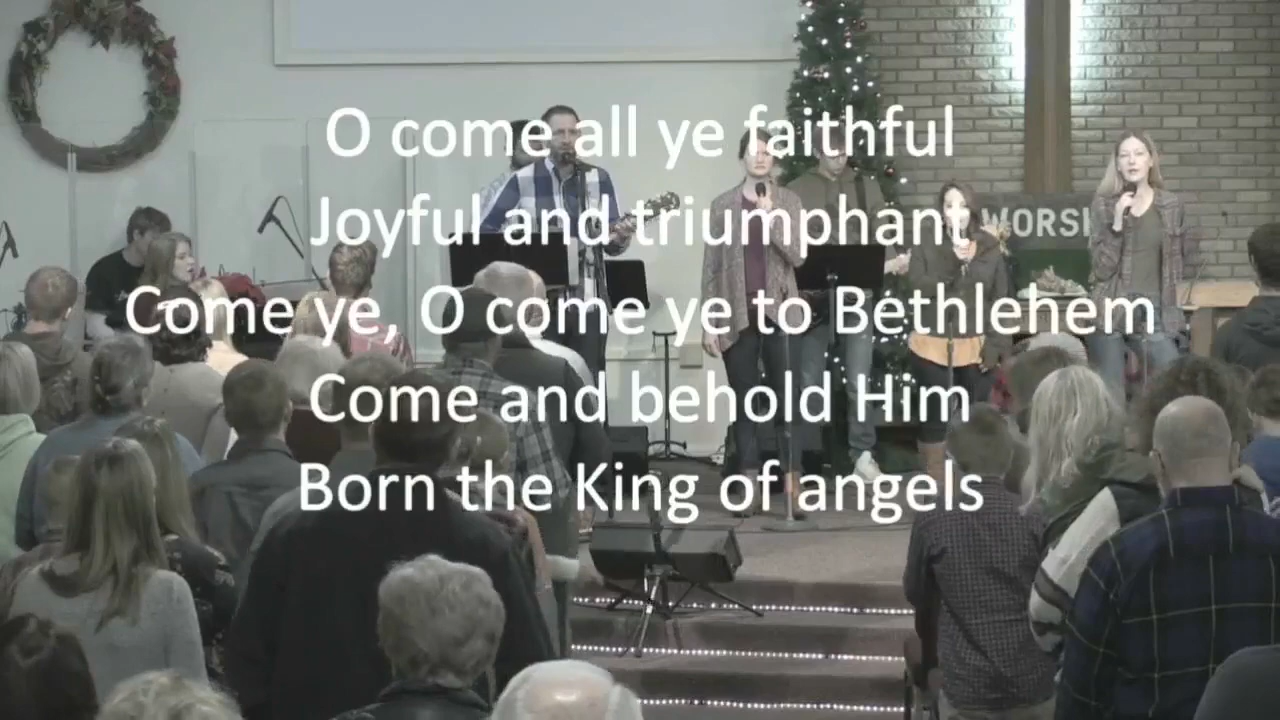 O come all ye faithful
Joyful and triumphant
Come ye, O come ye to Bethlehem
Come and behold Him
Born the King of angels
WORSH